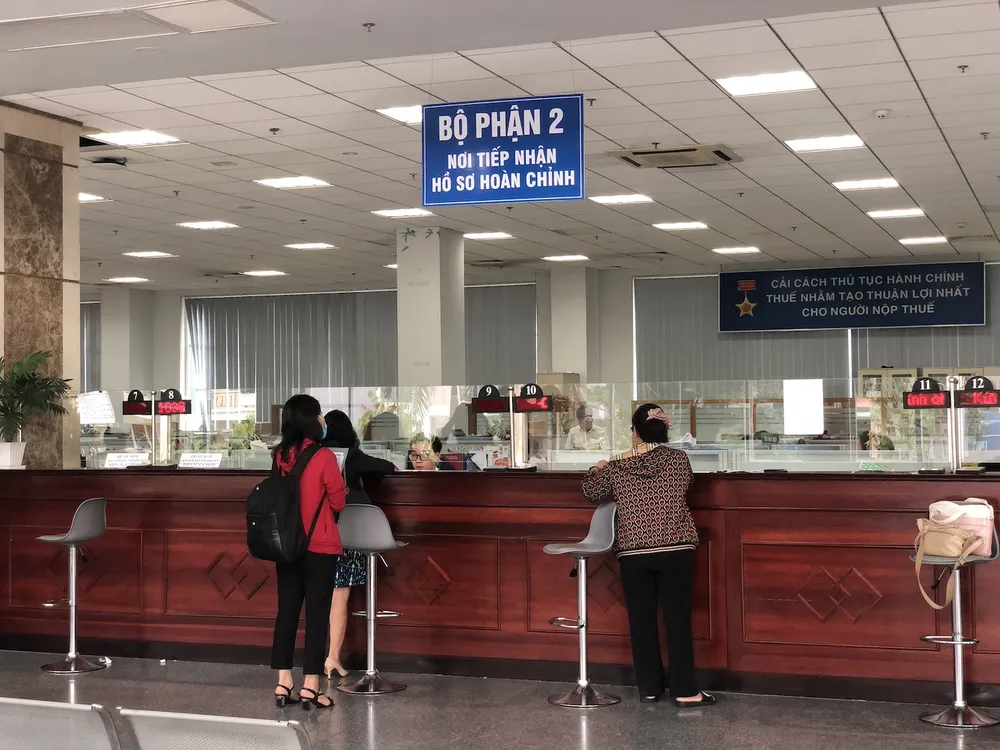 BỘ PHẬN 2
NƠI TIẾP NHẬN
HỒ SƠ HOÀN CHỈNH
CẢI CÁCH THỦ TỤC HÀNH CHÍNH
THUẾ NHẰM TẠO THUẬN LỢI NHẤT
CHO NGƯỜI NỘP THUẾ
7
8
1036
9
10
11
12